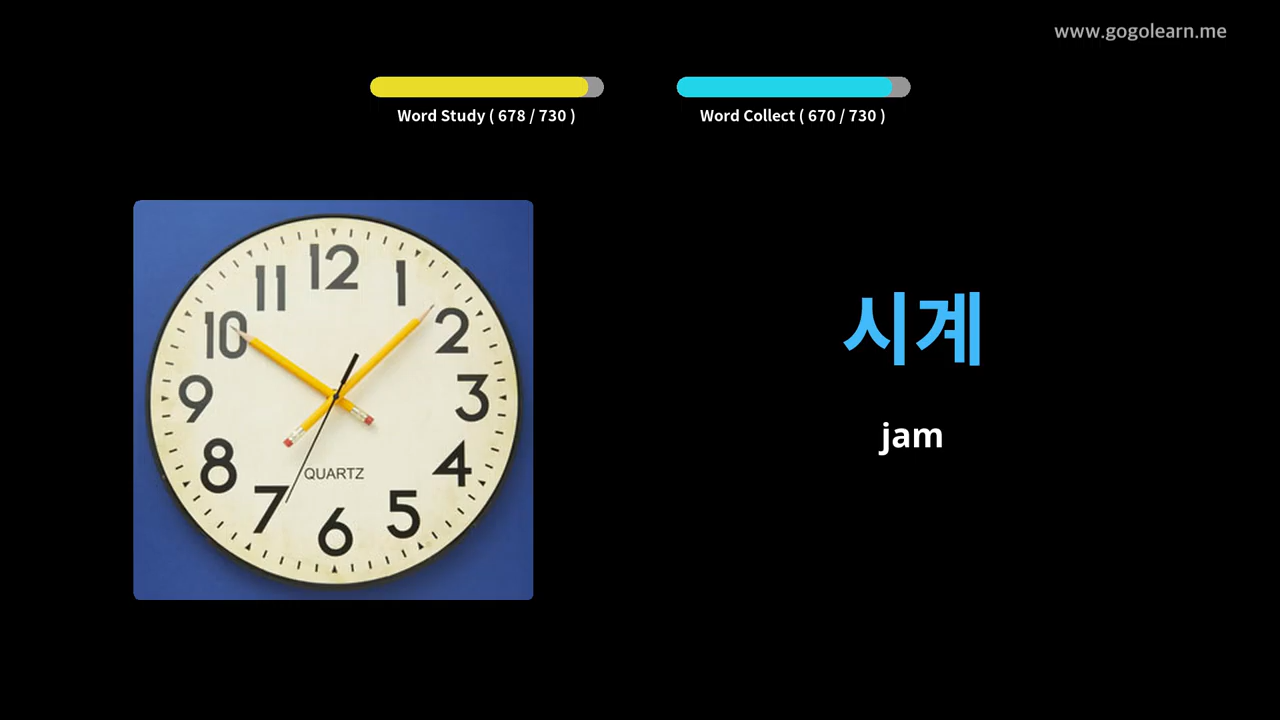 www.gogolearn.me
Word Study ( 678 / 730 )
Word Collect ( 670 / 730 )
12
11
1
10
2
9
3
8
4
QUARTZ
7
5
6
시계
jam